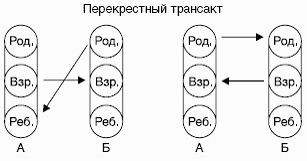 Перекрестный трансакт
Род, Род, Род, Род,
Взр, Взр, Взр, Взр,
Реб. Реб. Реб. Реб.
А Б А Б